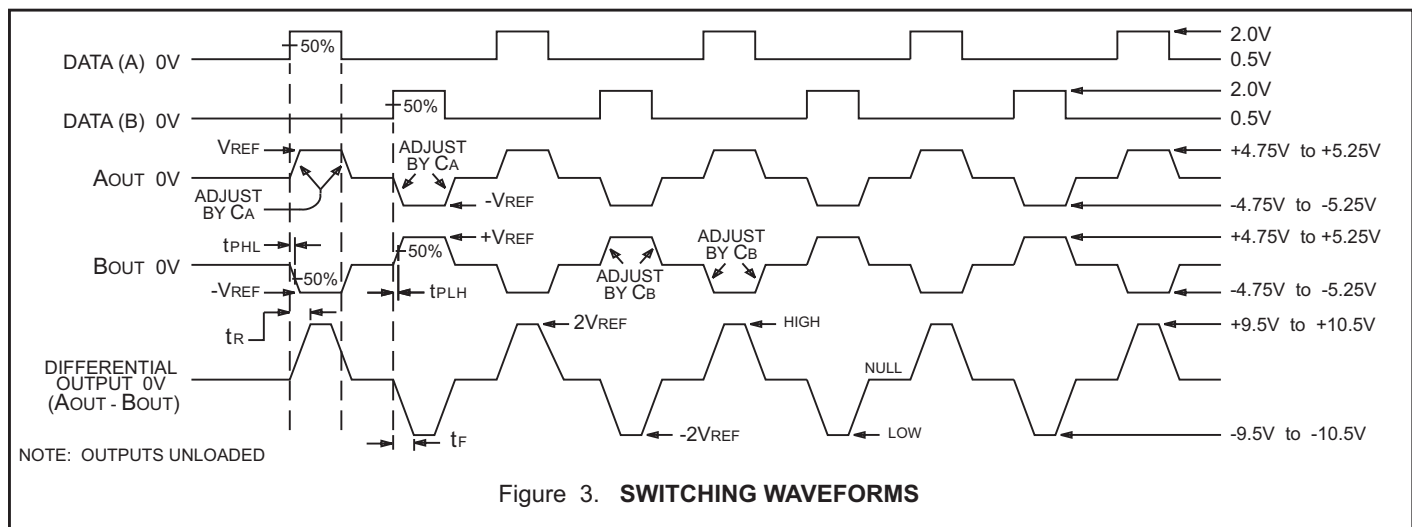 DATA (A) 0V
50%
2.0V
0.5V
DATA (B) 0V
50%
2.0V
0.5V
VREF
ADJUST
BY CA
+4.75V to +5.25V
AOUT 0V
ADJUST
BY CA
-VREF
-4.75V to -5.25V
tPHL
+VREF
ADJUST
BY CB
+4.75V to +5.25V
50%
BOUT 0V
50%
ADJUST
BY CB
-VREF
tPLH
-4.75V to -5.25V
tR
2VREF
HIGH
+9.5V to +10.5V
DIFFERENTIAL
OUTPUT 0V
(AOUT - BOUT)
NULL
tF
-2VREF
LOW
-9.5V to -10.5V
NOTE: OUTPUTS UNLOADED
Figure 3. SWITCHING WAVEFORMS